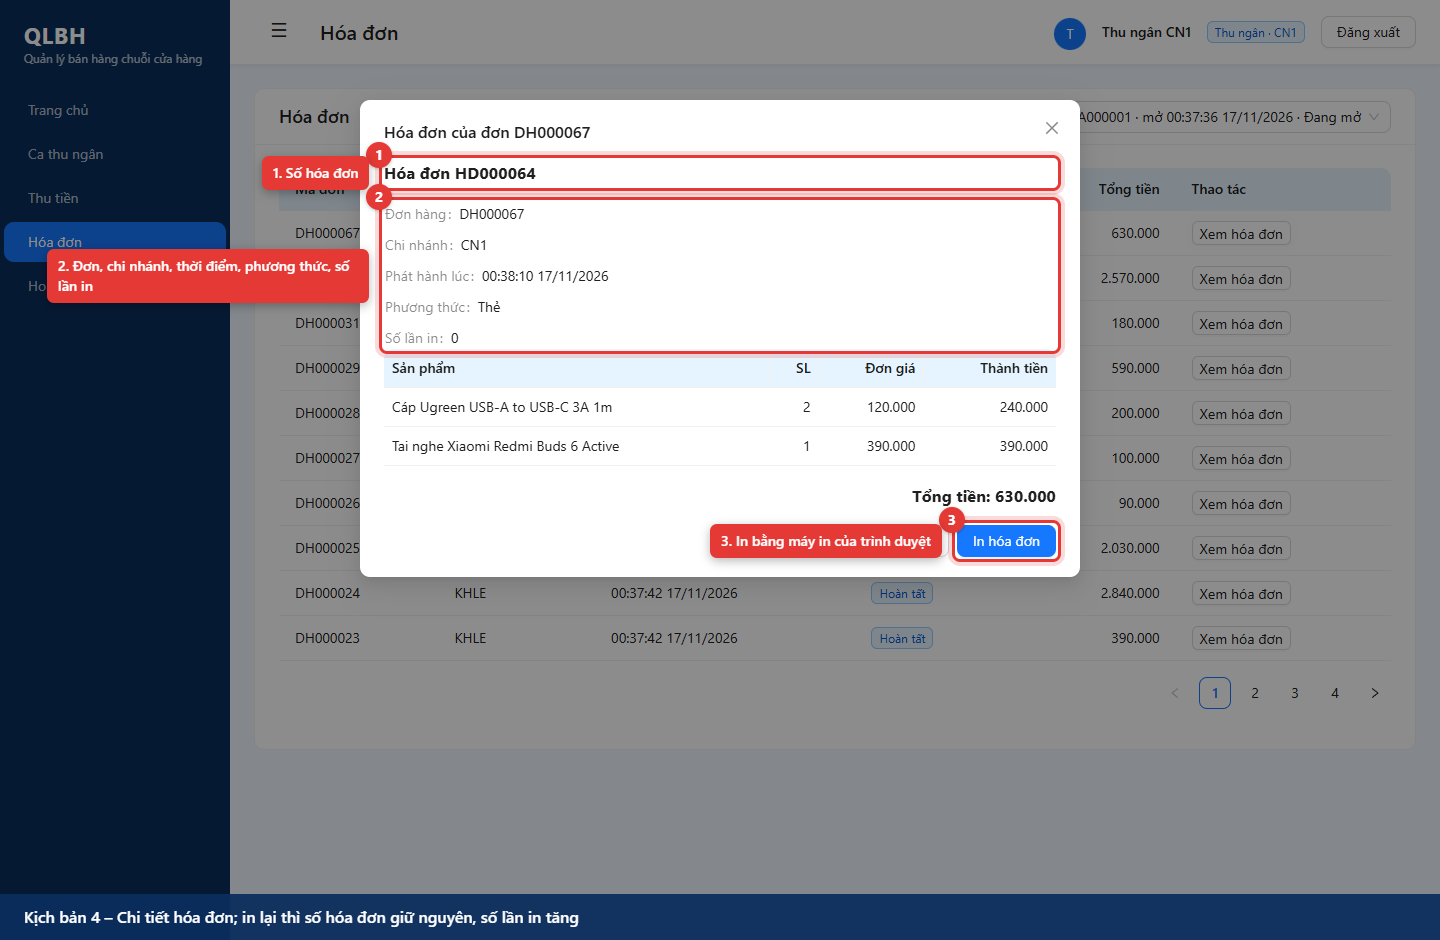 QLBH
Quản lý bán hàng chuỗi cửa hàng
Trang chủ
Ca thu ngân
Thu tiền
Hóa đơn
Hóa đơn
T
Thu ngân CN1
Thu ngân · CN1
Đăng xuất
Hóa đơn
A000001 · mở 00:37:36 17/11/2026 · Đang mở
Tổng tiền
Thao tác
DH000067
630.000
Xem hóa đơn
2.570.000
Xem hóa đơn
DH000031
180.000
Xem hóa đơn
DH000029
590.000
Xem hóa đơn
DH000028
200.000
Xem hóa đơn
DH000027
100.000
Xem hóa đơn
DH000026
90.000
Xem hóa đơn
DH000025
2.030.000
Xem hóa đơn
DH000024
KHLE
00:37:42 17/11/2026
Hoàn tất
2.840.000
Xem hóa đơn
DH000023
KHLE
00:37:42 17/11/2026
Hoàn tất
390.000
Xem hóa đơn
1
2
3
4
Hóa đơn của đơn DH000067
1
1. Số hóa đơn
Hóa đơn HD000064
2
2. Đơn, chi nhánh, thời điểm, phương thức, số
lần in
Đơn hàng: DH000067
Chi nhánh: CN1
Phát hành lúc: 00:38:10 17/11/2026
Phương thức: Thẻ
Số lần in: 0
Sản phẩm SL Đơn giá Thành tiền
Cáp Ugreen USB-A to USB-C 3A 1m 2 120.000 240.000
Tai nghe Xiaomi Redmi Buds 6 Active 1 390.000 390.000
Tổng tiền: 630.000
3
3. In bằng máy in của trình duyệt
In hóa đơn
Kịch bản 4 – Chi tiết hóa đơn; in lại thì số hóa đơn giữ nguyên, số lần in tăng